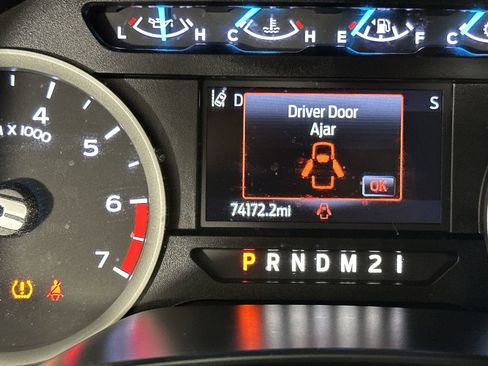 L H C H E F C
4
x 1000
5
6
7
D S
Driver Door
Ajar
OK
74172.2mi
P R N D M 2 1